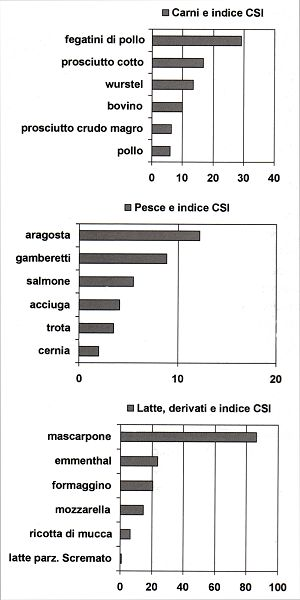 Carni e indice CSI
fegatini di pollo
prosciutto cotto
wurstel
bovino
prosciutto crudo magro
pollo
0 10 20 30 40
Pesce e indice CSI
aragosta
gamberetti
salmone
acciuga
trota
cernia
0 10 20
Latte, derivati e indice CSI
mascarpone
emmenthal
formaggino
mozzarella
ricotta di mucca
latte parz. Scremato
0 20 40 60 80 100